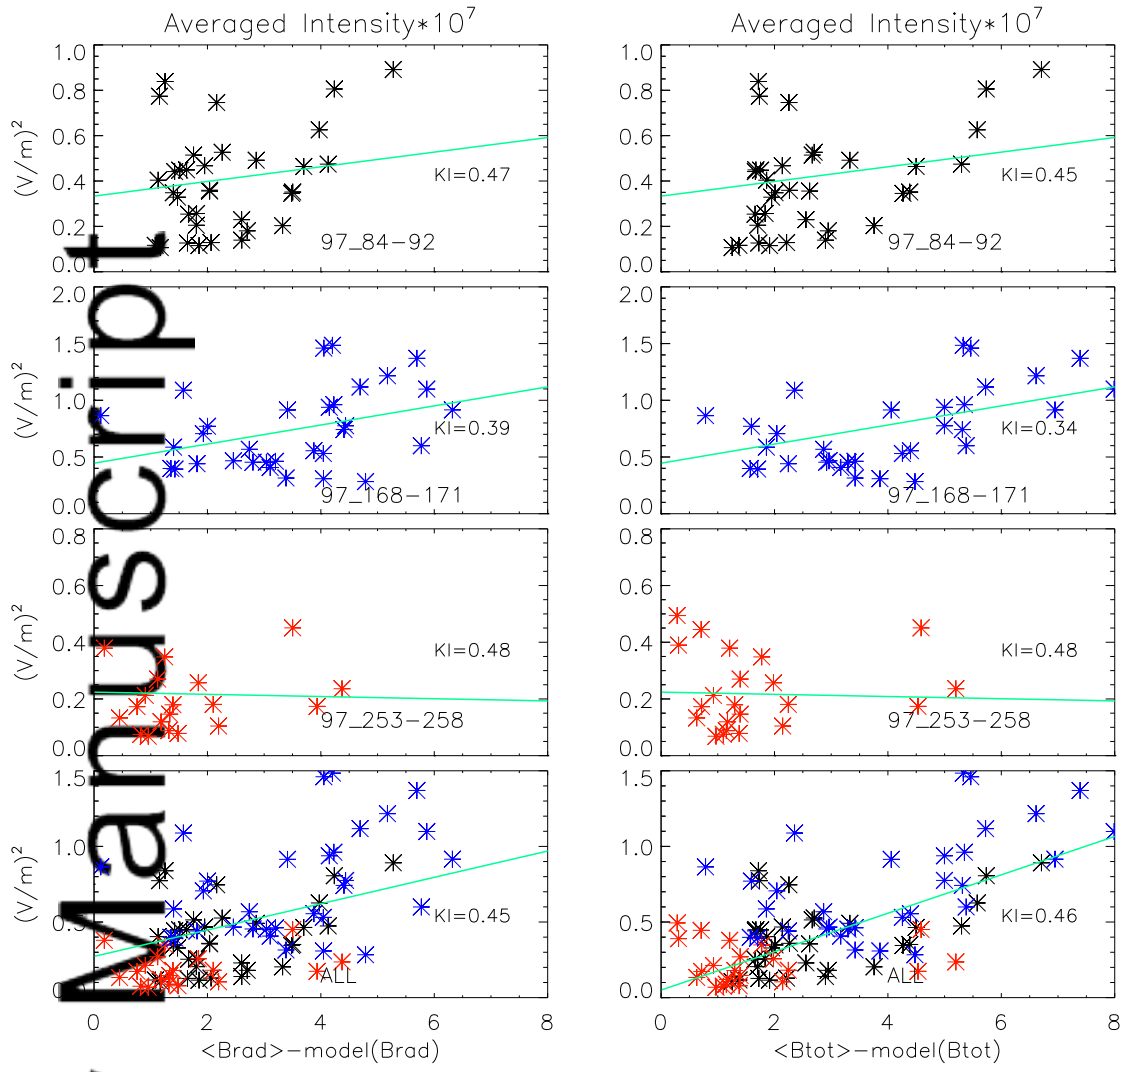 Averaged Intensity*10^7
1.0
0.8
0.6
0.4
0.2
0.0
(V/m)^2
KI=0.47
97_84-92
2.0
1.5
1.0
0.5
0.0
(V/m)^2
KI=0.39
97_168-171
0.8
0.6
0.4
0.2
0.0
(V/m)^2
KI=0.48
97_253-258
1.5
1.0
0.5
0.0
(V/m)^2
KI=0.45
ALL
0 2 4 6 8
<Brad>-model(Brad)
Averaged Intensity*10^7
1.0
0.8
0.6
0.4
0.2
0.0
KI=0.45
97_84-92
2.0
1.5
1.0
0.5
0.0
KI=0.34
97_168-171
0.8
0.6
0.4
0.2
0.0
KI=0.48
97_253-258
1.5
1.0
0.5
0.0
KI=0.46
ALL
0 2 4 6 8
<Btot>-model(Btot)
Manuscript